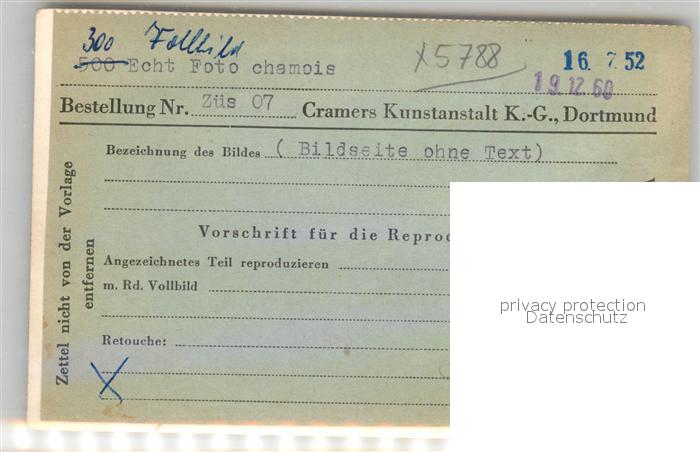 300 Vollbild
500 Echt Foto chamois
x5788
16. 7. 52
19. 12. 60
Bestellung Nr. Züs 07 Cramers Kunstanstalt K.-G., Dortmund
Bezeichnung des Bildes ( Bildseite ohne Text)
Vorschrift für die Reprod
Angezeichnetes Teil reproduzieren
m. Rd. Vollbild
Retouche:
X
Zettel nicht von der Vorlage
entfernen
privacy protection
Datenschutz